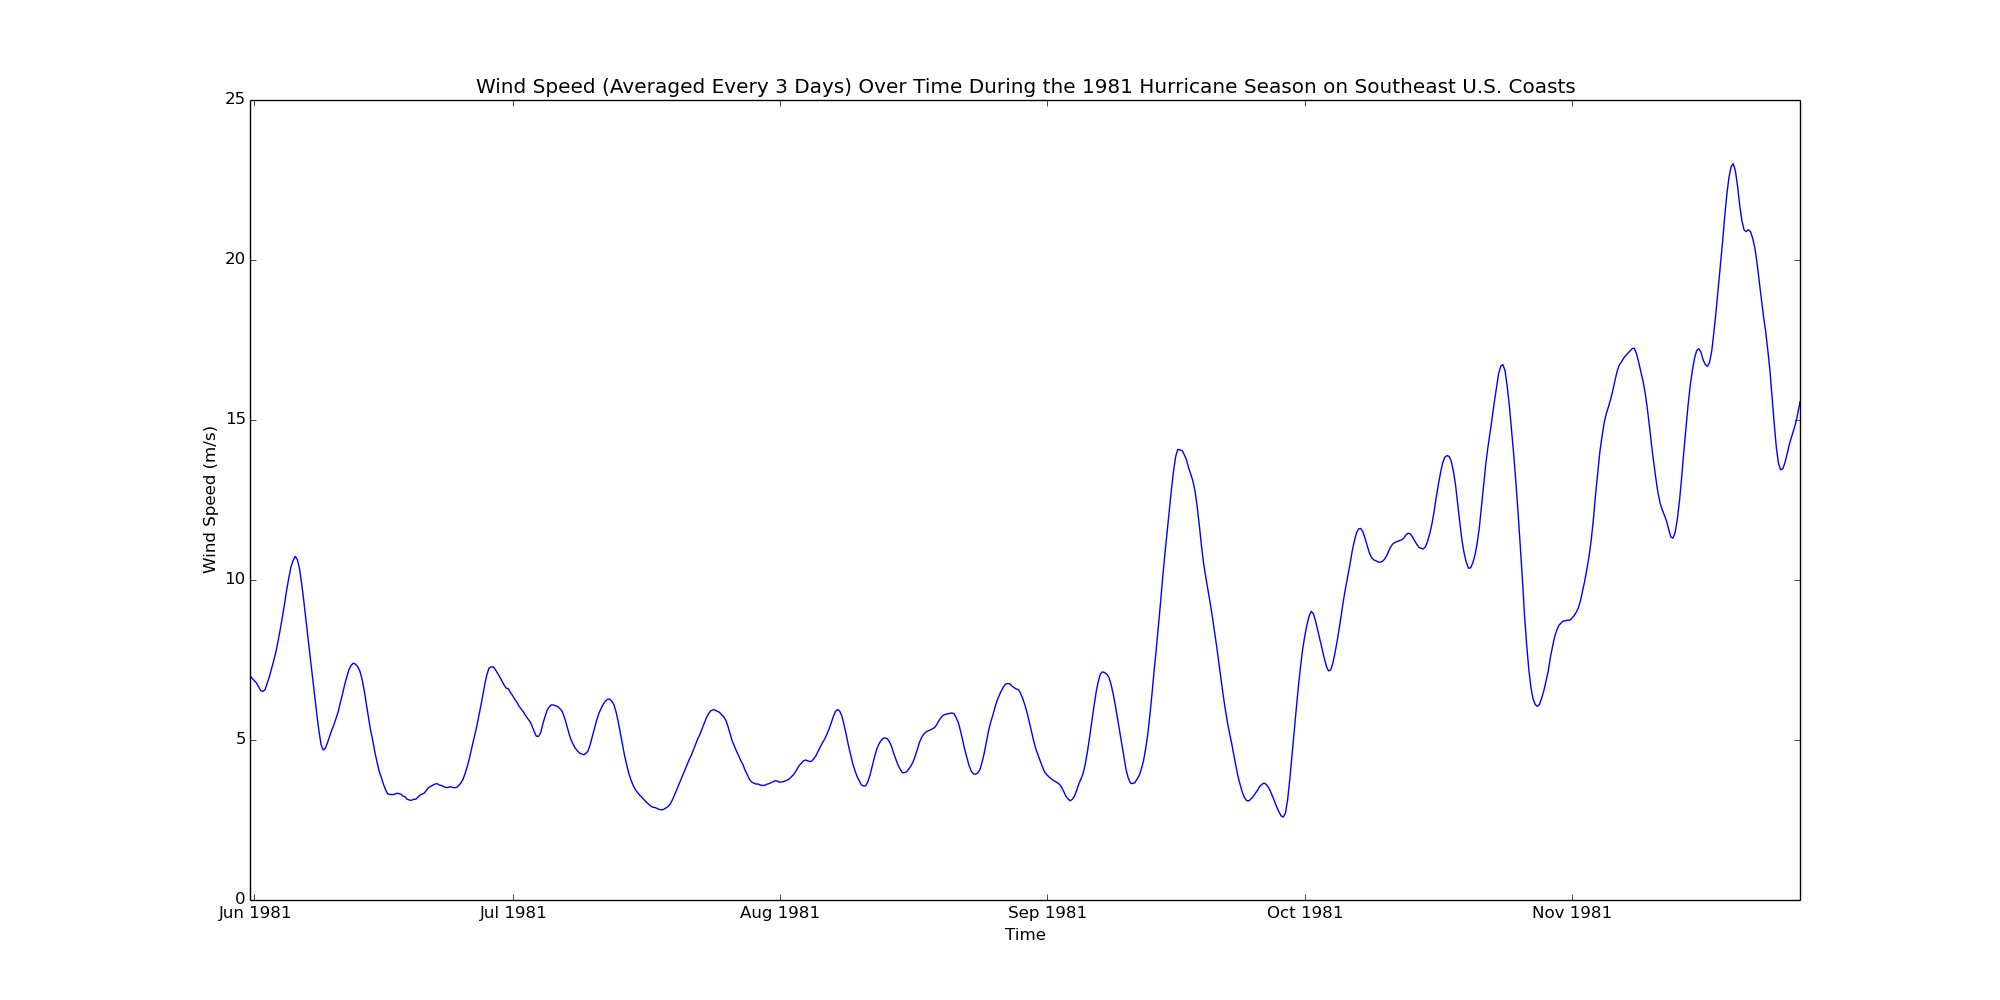 Wind Speed (Averaged Every 3 Days) Over Time During the 1981 Hurricane Season on Southeast U.S. Coasts
25
20
15
10
5
0
Wind Speed (m/s)
Jun 1981 Jul 1981 Aug 1981 Sep 1981 Oct 1981 Nov 1981
Time